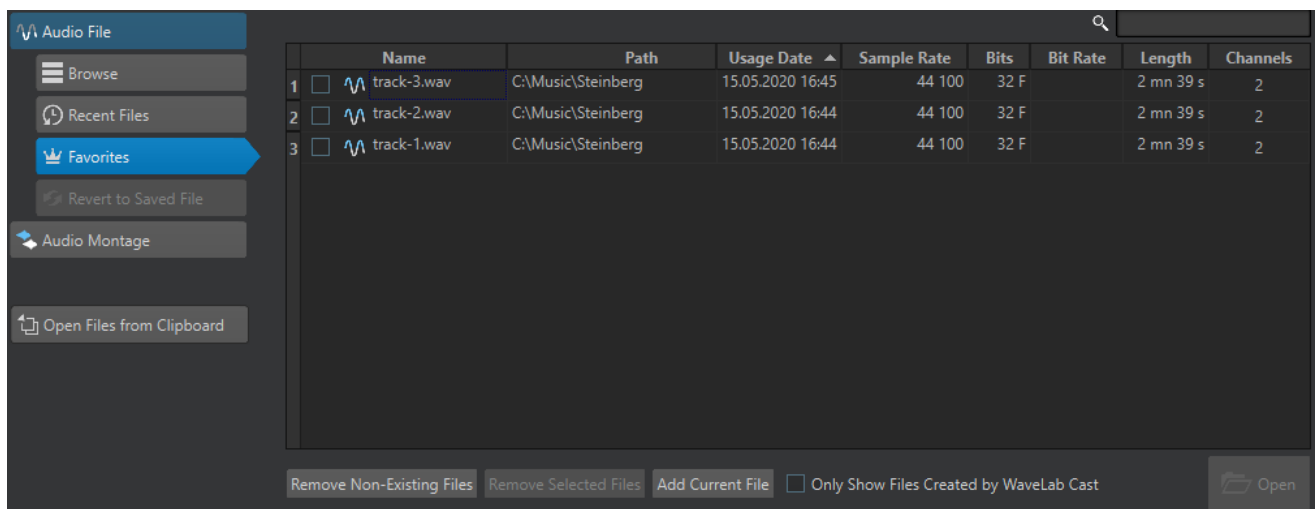 Audio File
Browse
Recent Files
Favorites
Revert to Saved File
Audio Montage
Open Files from Clipboard
Name Path Usage Date Sample Rate Bits Bit Rate Length Channels
1 track-3.wav C:\Music\Steinberg 15.05.2020 16:45 44 100 32 F 2 mn 39 s 2
2 track-2.wav C:\Music\Steinberg 15.05.2020 16:44 44 100 32 F 2 mn 39 s 2
3 track-1.wav C:\Music\Steinberg 15.05.2020 16:44 44 100 32 F 2 mn 39 s 2
Remove Non-Existing Files Remove Selected Files Add Current File Only Show Files Created by WaveLab Cast Open